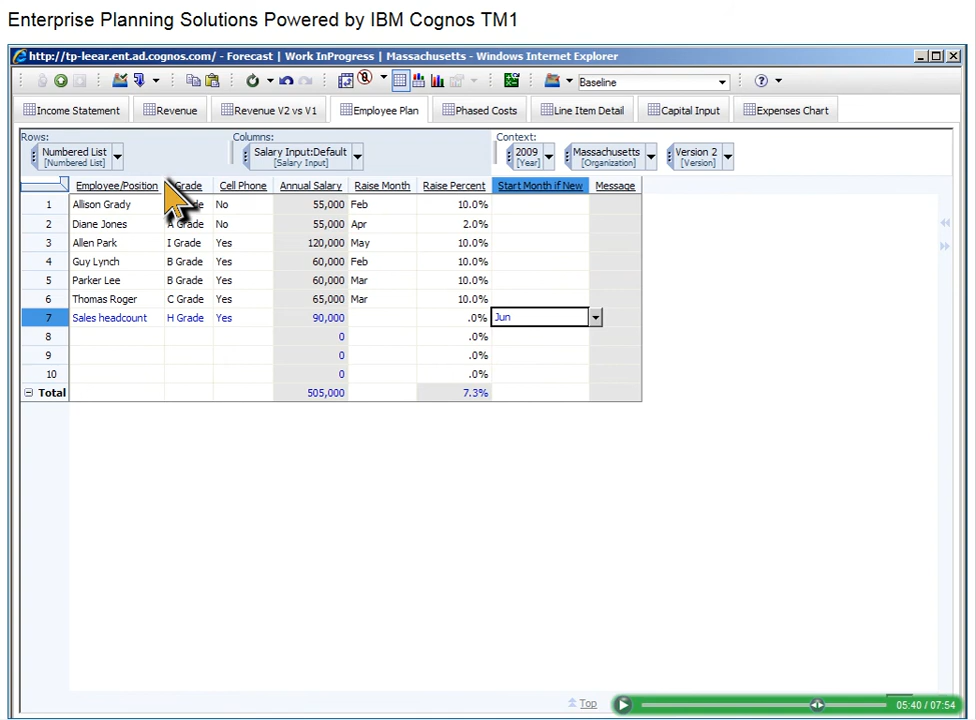 Enterprise Planning Solutions Powered by IBM Cognos TM1
http://tp-leear.ent.ad.cognos.com/ - Forecast | Work InProgress | Massachusetts - Windows Internet Explorer
Baseline
Income Statement Revenue Revenue V2 vs V1 Employee Plan Phased Costs Line Item Detail Capital Input Expenses Chart
Rows: Columns: Context:
Numbered List Salary Input:Default 2009 Massachusetts Version 2
[Numbered List] [Salary Input] [Year] [Organization] [Version]
Employee/Position Grade Cell Phone Annual Salary Raise Month Raise Percent Start Month if New Message
1 Allison Grady No 55,000 Feb 10.0%
2 Diane Jones A Grade No 55,000 Apr 2.0%
3 Allen Park I Grade Yes 120,000 May 10.0%
4 Guy Lynch B Grade Yes 60,000 Feb 10.0%
5 Parker Lee B Grade Yes 60,000 Mar 10.0%
6 Thomas Roger C Grade Yes 65,000 Mar 10.0%
7 Sales headcount H Grade Yes 90,000 .0% Jun
8 0 .0%
9 0 .0%
10 0 .0%
Total 505,000 7.3%
Top 05:40 / 07:54